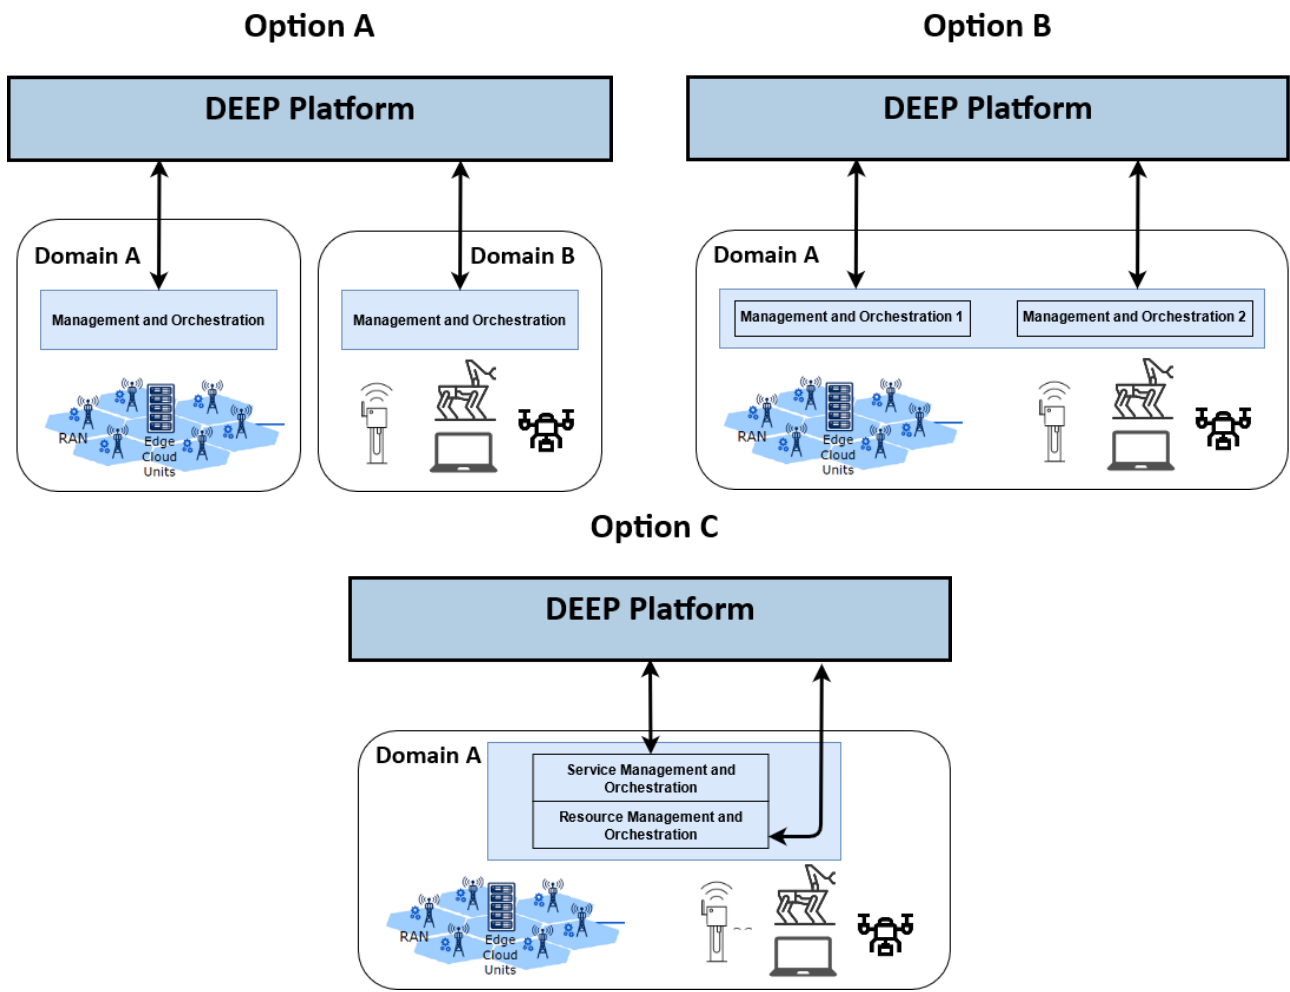 Option A
DEEP Platform
Domain A
Management and Orchestration
RAN
Edge
Cloud
Units
Domain B
Management and Orchestration
Option B
DEEP Platform
Domain A
Management and Orchestration 1
Management and Orchestration 2
RAN
Edge
Cloud
Units
Option C
DEEP Platform
Domain A
Service Management and
Orchestration
Resource Management and
Orchestration
RAN
Edge
Cloud
Units